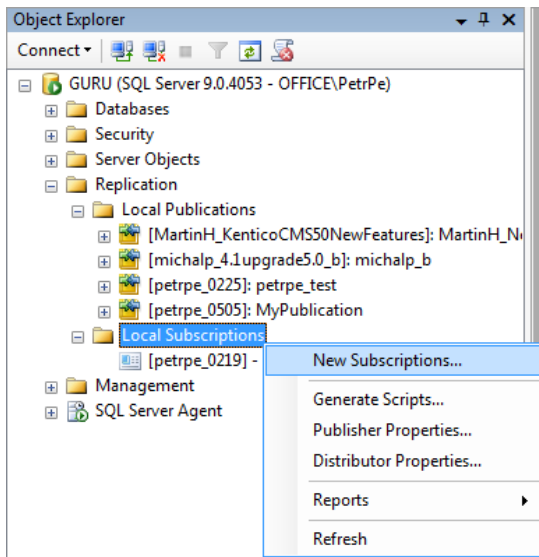 Object Explorer
Connect
GURU (SQL Server 9.0.4053 - OFFICE\PetrPe)
Databases
Security
Server Objects
Replication
Local Publications
[MartinH_KenticoCMS50NewFeatures]: MartinH_N
[michalp_4.1upgrade5.0_b]: michalp_b
[petrpe_0225]: petrpe_test
[petrpe_0505]: MyPublication
Local Subscriptions
[petrpe_0219] -
New Subscriptions...
Management
Generate Scripts...
SQL Server Agent
Publisher Properties...
Distributor Properties...
Reports
Refresh